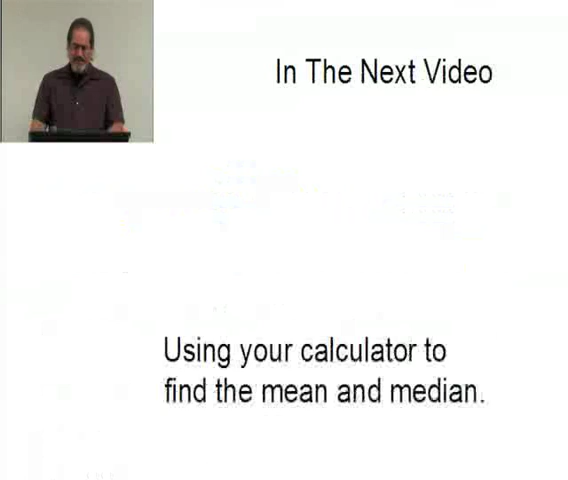 In The Next Video
Using your calculator to
find the mean and median.